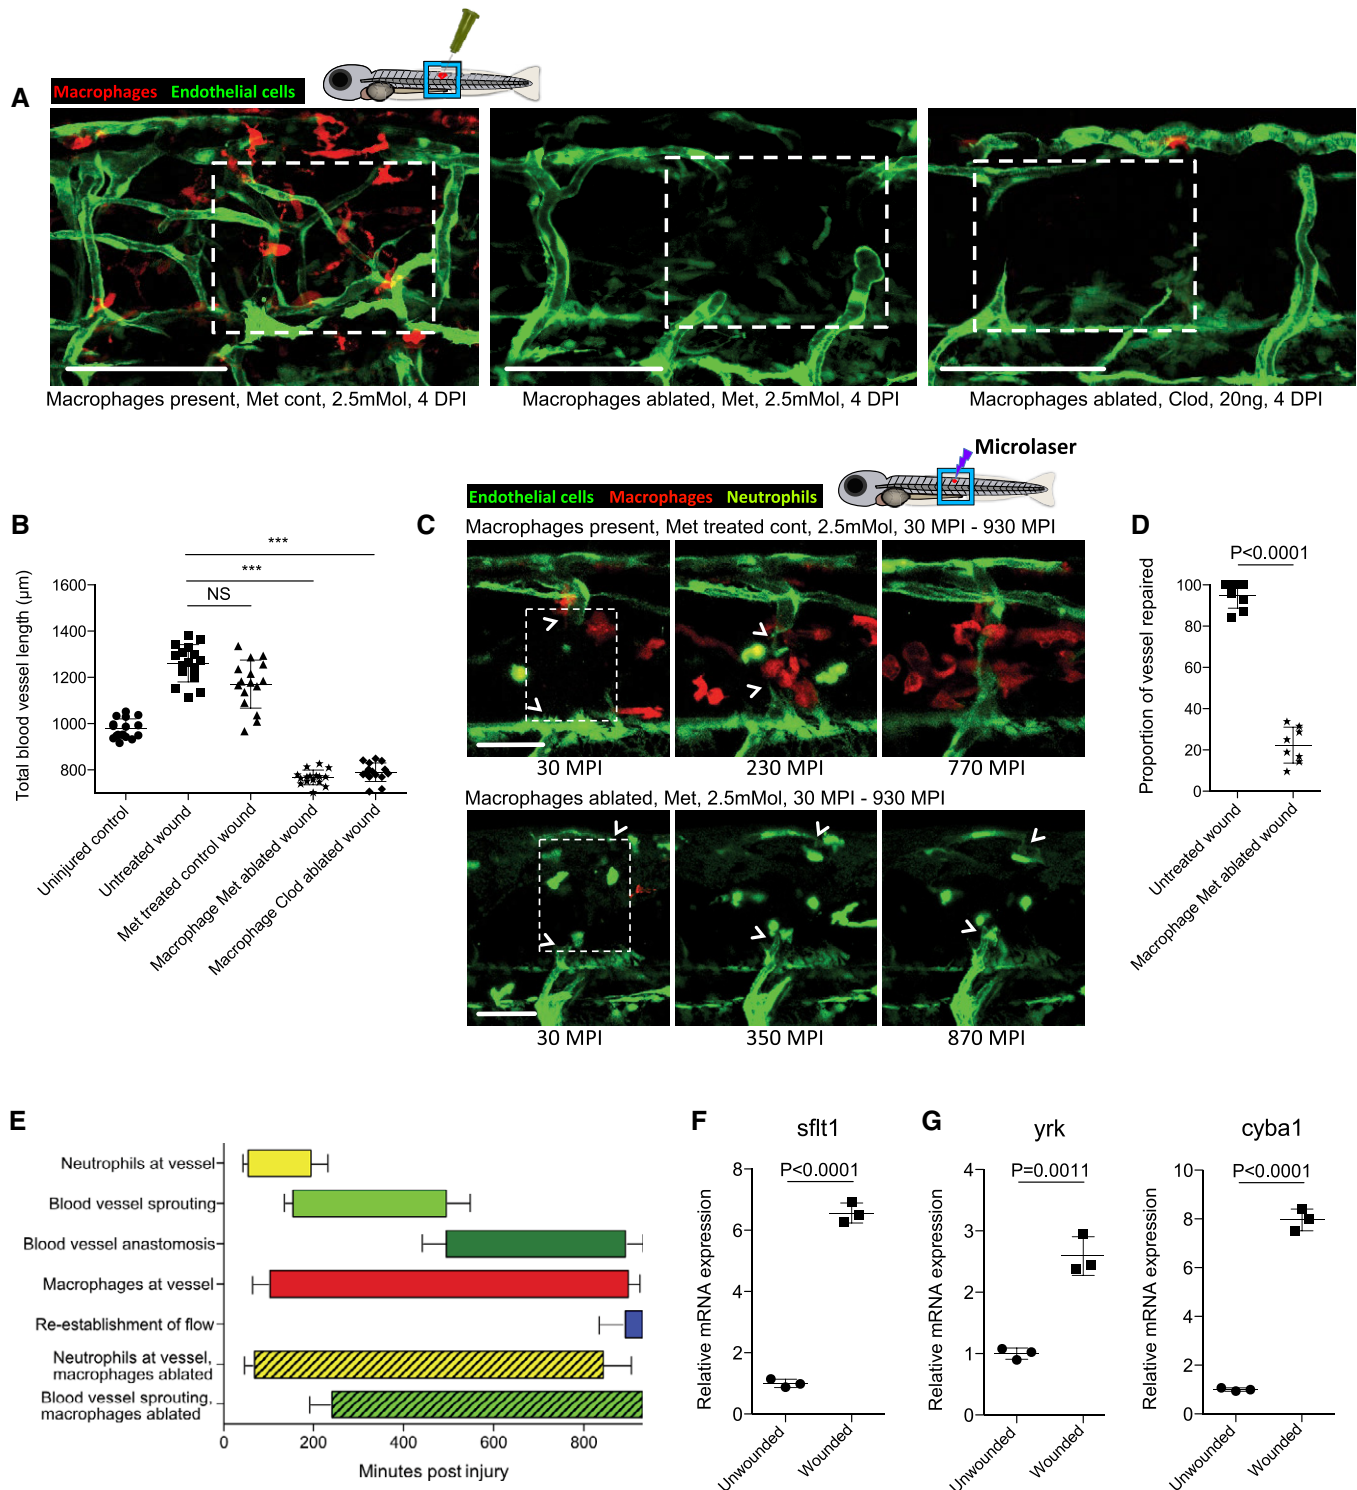 A
Macrophages Endothelial cells
Macrophages present, Met cont, 2.5mMol, 4 DPI
Macrophages ablated, Met, 2.5mMol, 4 DPI
Macrophages ablated, Clod, 20ng, 4 DPI
B
***
***
NS
Total blood vessel length (µm)
1600
1400
1200
1000
800
Uninjured control
Untreated wound
Met treated control wound
Macrophage Met ablated wound
Macrophage Clod ablated wound
C
Microlaser
Endothelial cells Macrophages Neutrophils
Macrophages present, Met treated cont, 2.5mMol, 30 MPI - 930 MPI
30 MPI
230 MPI
770 MPI
Macrophages ablated, Met, 2.5mMol, 30 MPI - 930 MPI
30 MPI
350 MPI
870 MPI
D
P<0.0001
Proportion of vessel repaired
100
80
60
40
20
0
Untreated wound
Macrophage Met ablated wound
E
Neutrophils at vessel
Blood vessel sprouting
Blood vessel anastomosis
Macrophages at vessel
Re-establishment of flow
Neutrophils at vessel,
macrophages ablated
Blood vessel sprouting,
macrophages ablated
0
200
400
600
800
Minutes post injury
F
sflt1
P<0.0001
Relative mRNA expression
8
6
4
2
0
Unwounded
Wounded
G
yrk
P=0.0011
Relative mRNA expression
4
3
2
1
0
Unwounded
Wounded
cyba1
P<0.0001
Relative mRNA expression
10
8
6
4
2
0
Unwounded
Wounded